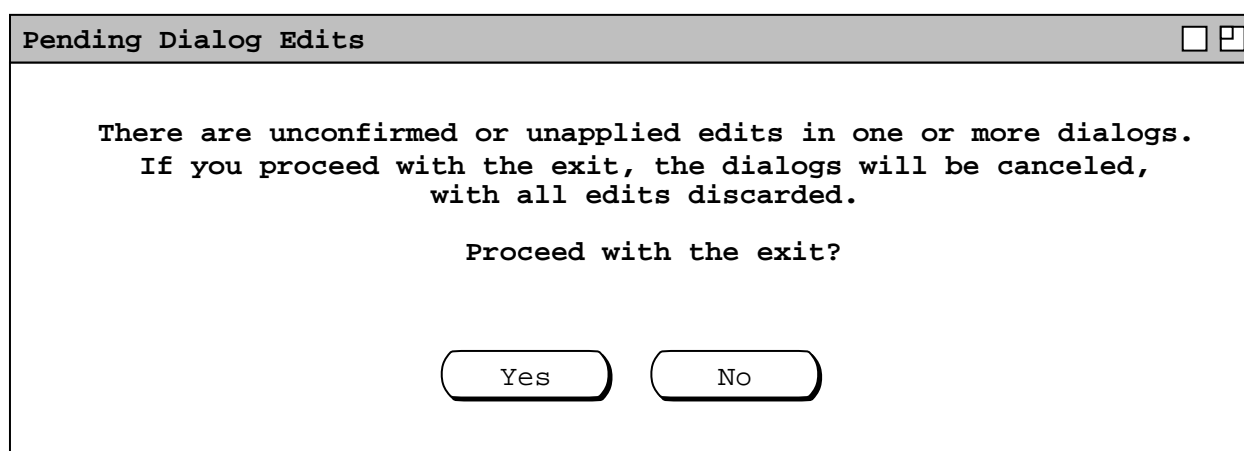 Pending Dialog Edits
There are unconfirmed or unapplied edits in one or more dialogs.
If you proceed with the exit, the dialogs will be canceled,
with all edits discarded.
Proceed with the exit?
Yes No